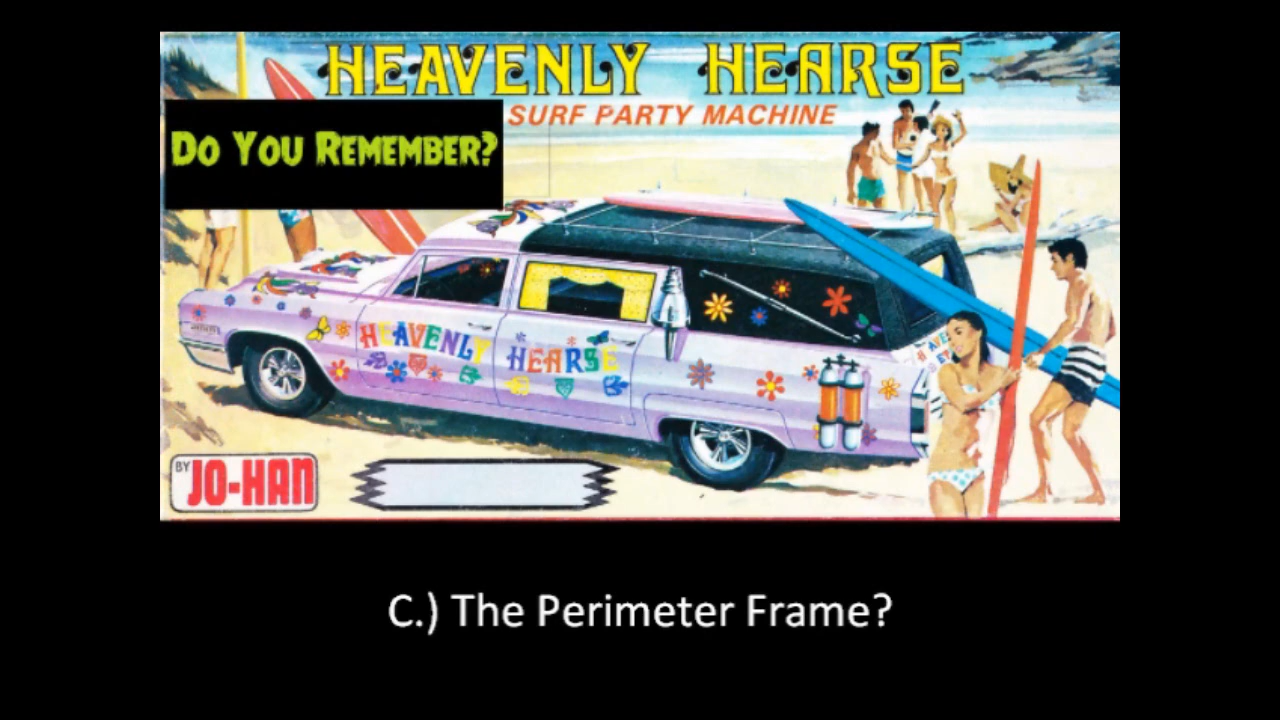 HEAVENLY HEARSE
SURF PARTY MACHINE
DO YOU REMEMBER?
HEAVENLY HEARSE
BY JO-HAN
C.) The Perimeter Frame?